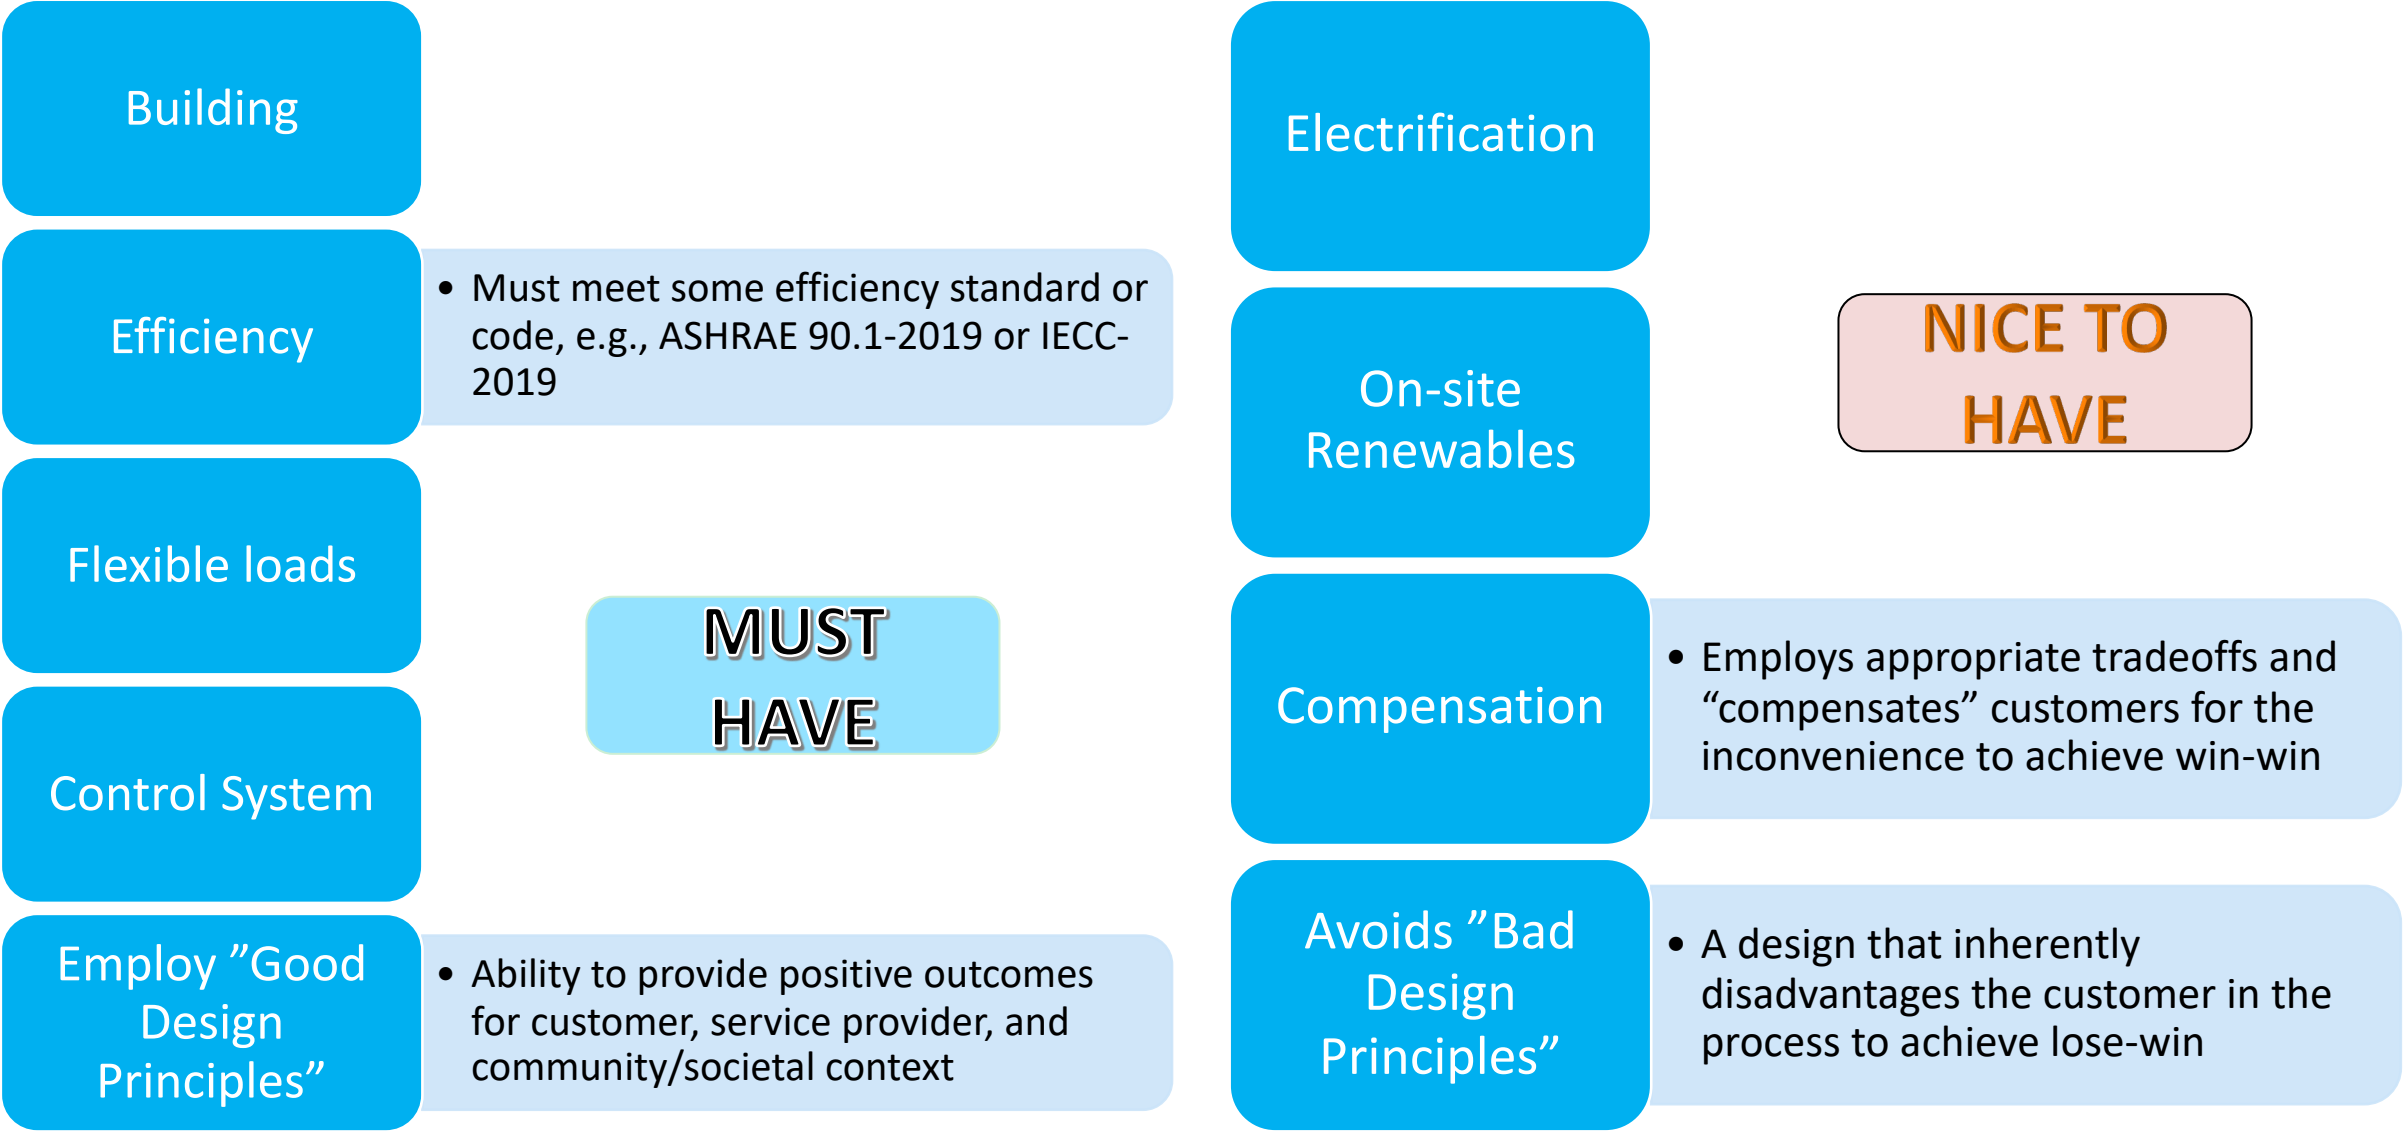 Building
Efficiency
• Must meet some efficiency standard or
code, e.g., ASHRAE 90.1-2019 or IECC-
2019
Flexible loads
MUST
HAVE
Control System
Employ ”Good
Design
Principles”
• Ability to provide positive outcomes
for customer, service provider, and
community/societal context
Electrification
On-site
Renewables
NICE TO
HAVE
Compensation
• Employs appropriate tradeoffs and
“compensates” customers for the
inconvenience to achieve win-win
Avoids ”Bad
Design
Principles”
• A design that inherently
disadvantages the customer in the
process to achieve lose-win